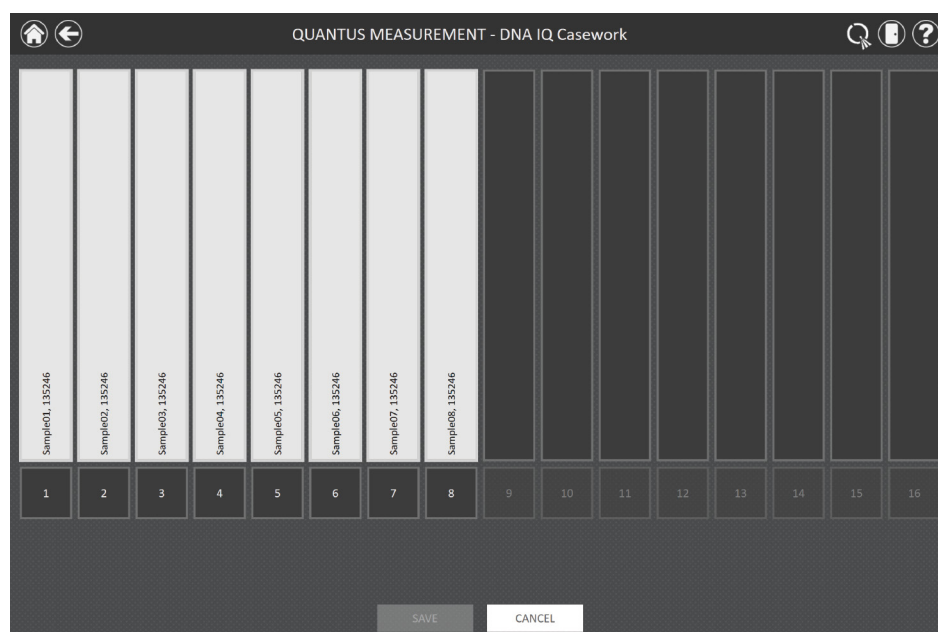 QUANTUS MEASUREMENT - DNA IQ Casework
?
Sample01, 135246
Sample02, 135246
Sample03, 135246
Sample04, 135246
Sample05, 135246
Sample06, 135246
Sample07, 135246
Sample08, 135246
1 2 3 4 5 6 7 8 9 10 11 12 13 14 15 16
SAVE CANCEL